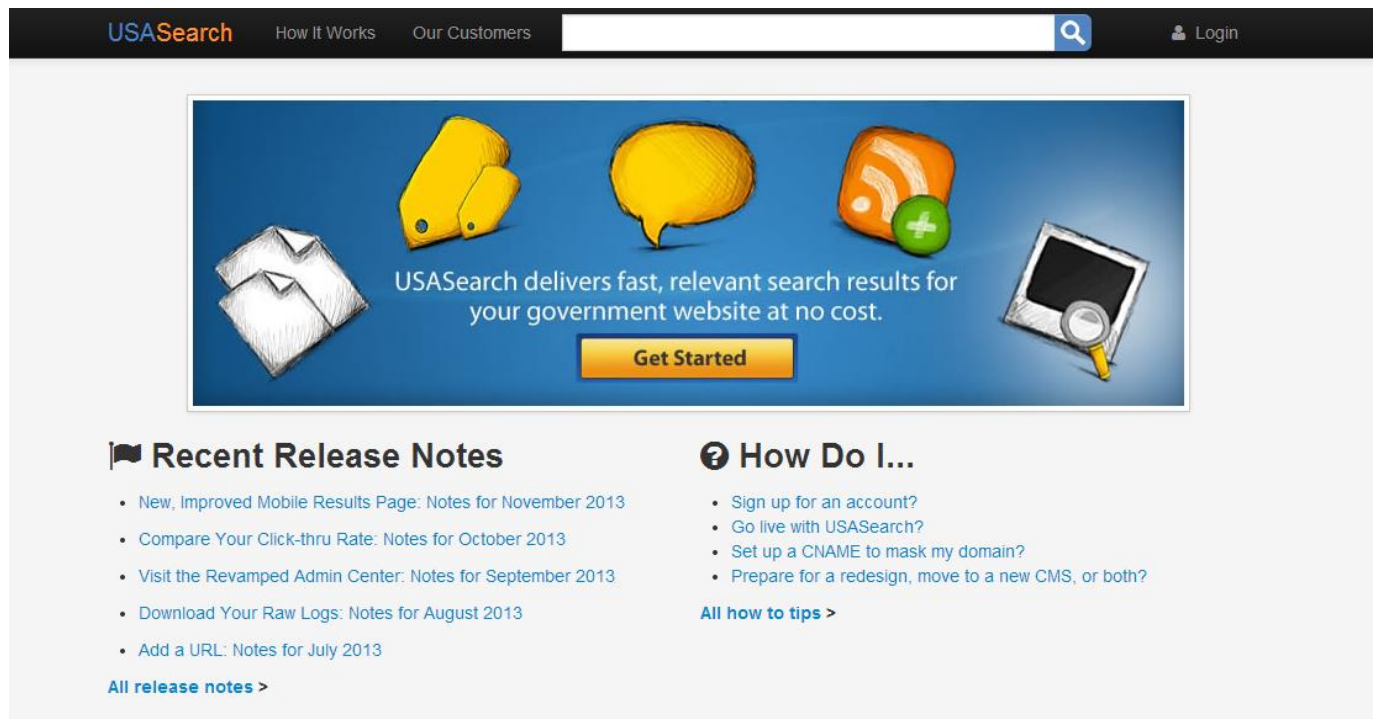 USASearch How It Works Our Customers Login
USASearch delivers fast, relevant search results for
your government website at no cost.
Get Started
Recent Release Notes
New, Improved Mobile Results Page: Notes for November 2013
Compare Your Click-thru Rate: Notes for October 2013
Visit the Revamped Admin Center: Notes for September 2013
Download Your Raw Logs: Notes for August 2013
Add a URL: Notes for July 2013
All release notes >
How Do I...
Sign up for an account?
Go live with USASearch?
Set up a CNAME to mask my domain?
Prepare for a redesign, move to a new CMS, or both?
All how to tips >